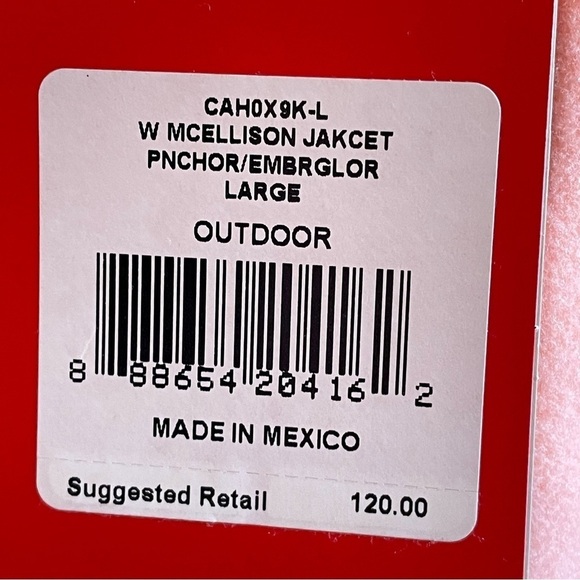 CAH0X9K-L
W MCELLISON JAKCET
PNCHOR/EMBRGLOR
LARGE
OUTDOOR
8 88654 20416 2
MADE IN MEXICO
Suggested Retail 120.00